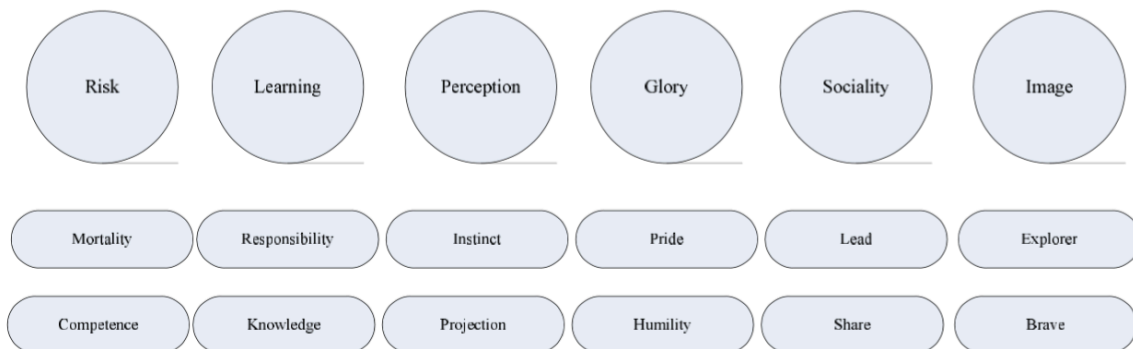 Risk Learning Perception Glory Sociality Image
Mortality Responsibility Instinct Pride Lead Explorer
Competence Knowledge Projection Humility Share Brave